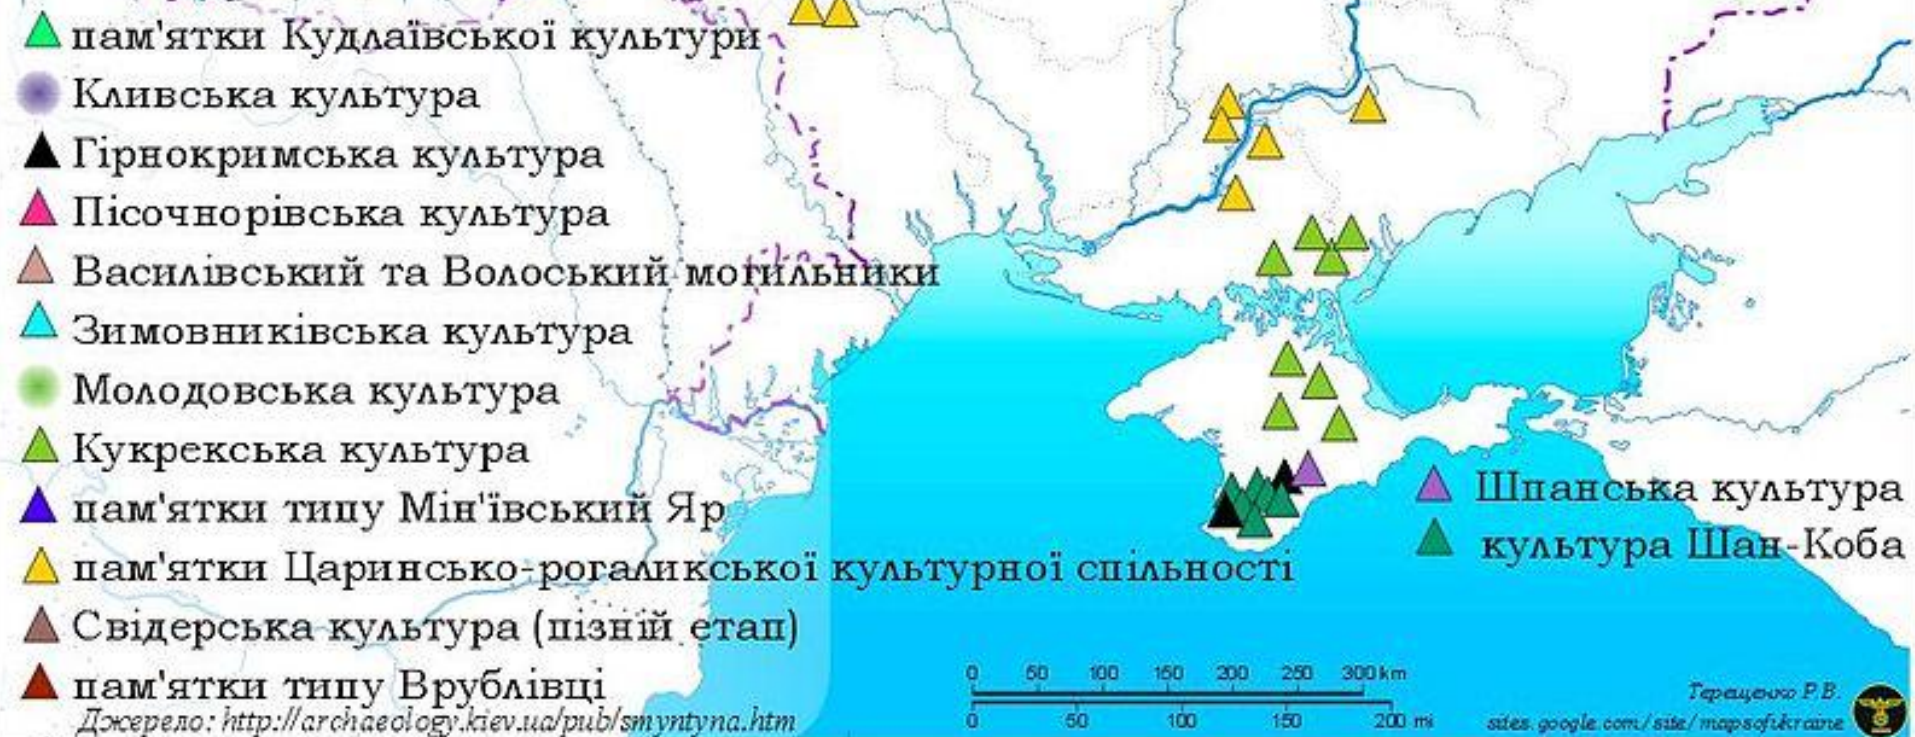 пам'ятки Кудлаївської культури
Кливська культура
Гірнокримська культура
Пісочнорівська культура
Василівський та Волоський могильники
Зимовниківська культура
Молодовська культура
Кукрекська культура
пам'ятки типу Мін'ївський Яр
пам'ятки Царинсько-рогаликської культурної спільності
Свідерська культура (пізній етап)
пам'ятки типу Врублівці
Джерело: http://archaeology.kiev.ua/pub/smyntyna.htm
Шпанська культура
культура Шан-Коба
0 50 100 150 200 250 300 km
0 50 100 150 200 mi
Терещенко Р.В.
sites.google.com/site/mapsofukraine